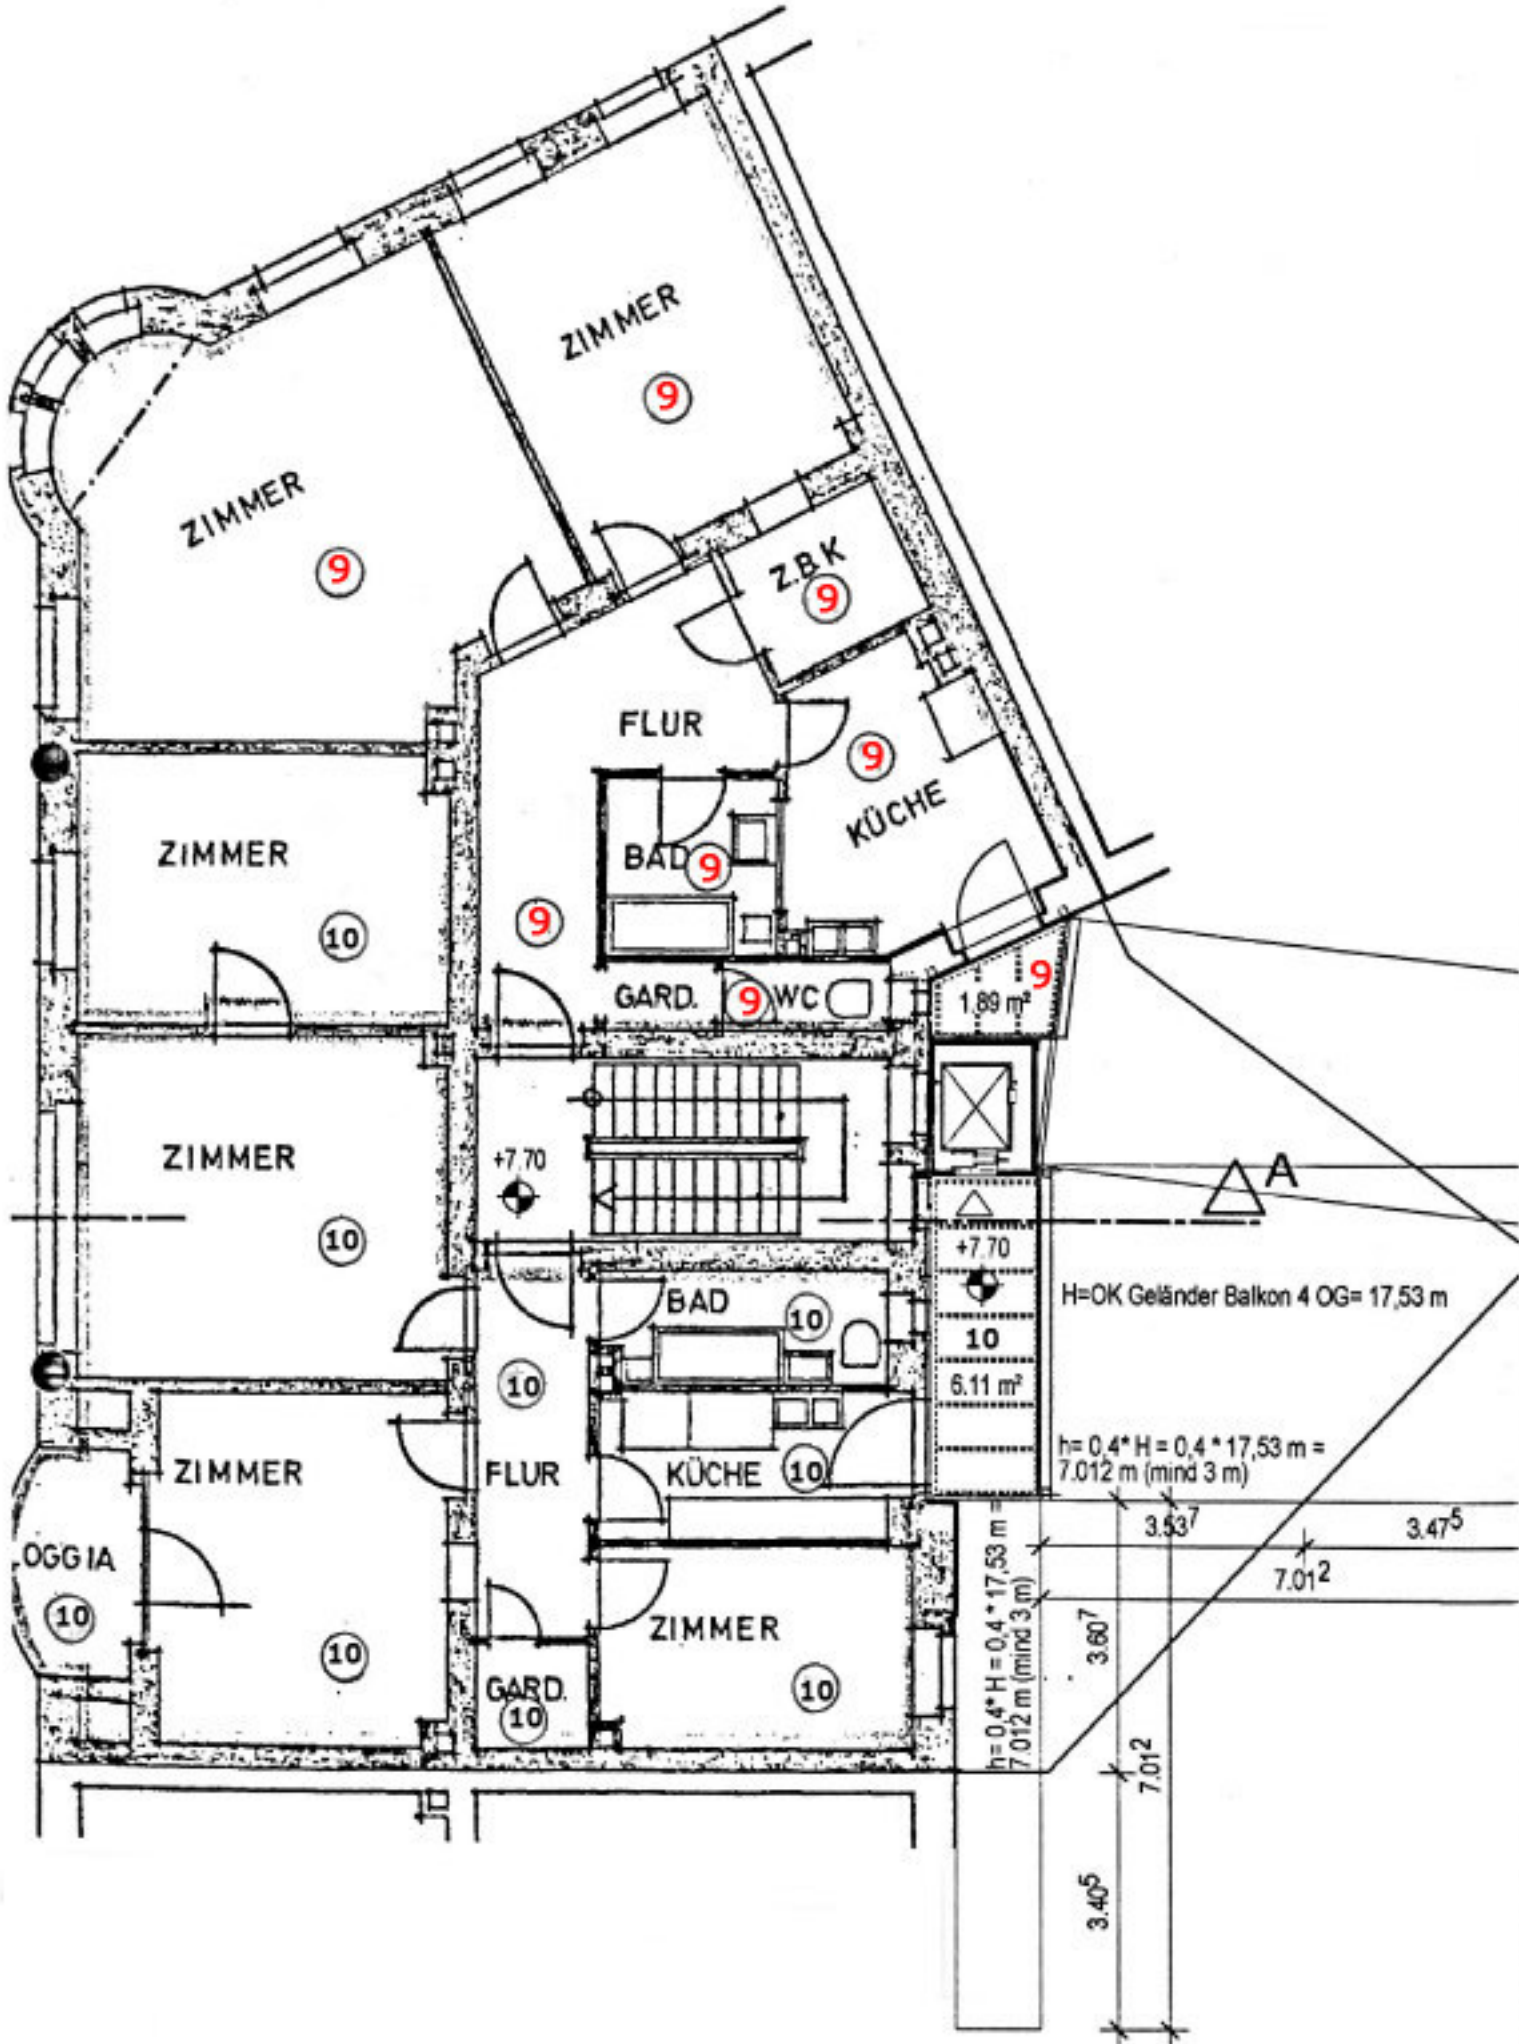 ZIMMER
9
ZIMMER
9
Z.B.K
9
FLUR
9
KÜCHE
ZIMMER
10
BAD 9
9
GARD. 9 WC
9
1.89 m²
ZIMMER
10
+7.70
A
+7.70
H=OK Geländer Balkon 4 OG= 17,53 m
BAD
10
10
6.11 m²
10
ZIMMER
FLUR
KÜCHE 10
h= 0,4* H = 0,4 * 17,53 m =
7.012 m (mind 3 m)
3.53⁷
3.47⁵
7.01²
OGGIA
10
10
ZIMMER
10
GARD.
10
h= 0,4* H = 0,4 * 17,53 m =
7.012 m (mind 3 m)
3.60⁷
7.01²
3.40⁵